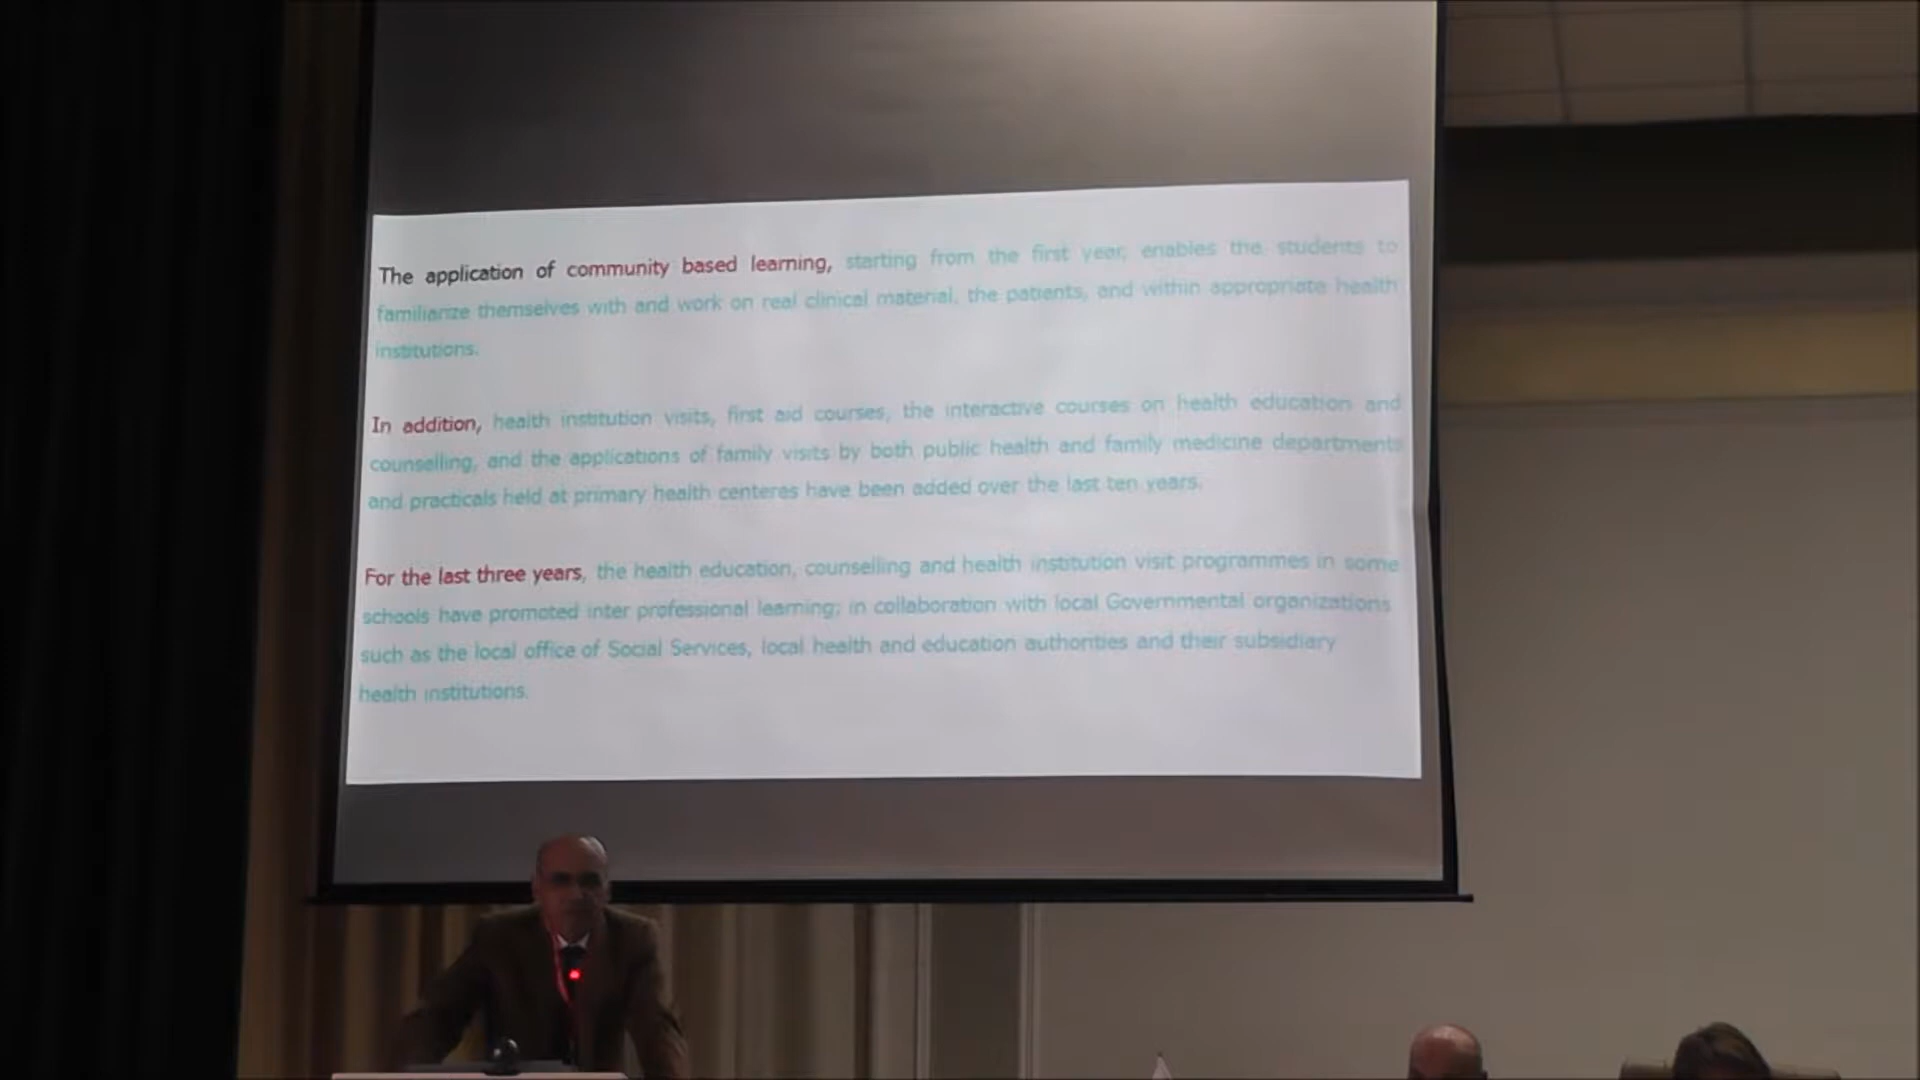 The application of community based learning, starting from the first year, enables the students to
familiarize themselves with and work on real clinical material, the patients, and within appropriate health
institutions.
In addition, health institution visits, first aid courses, the interactive courses on health education and
counselling, and the applications of family visits by both public health and family medicine departments
and practicals held at primary health centeres have been added over the last ten years.
For the last three years, the health education, counselling and health institution visit programmes in some
schools have promoted inter professional learning; in collaboration with local Governmental organizations
such as the local office of Social Services, local health and education authorities and their subsidiary
health institutions.